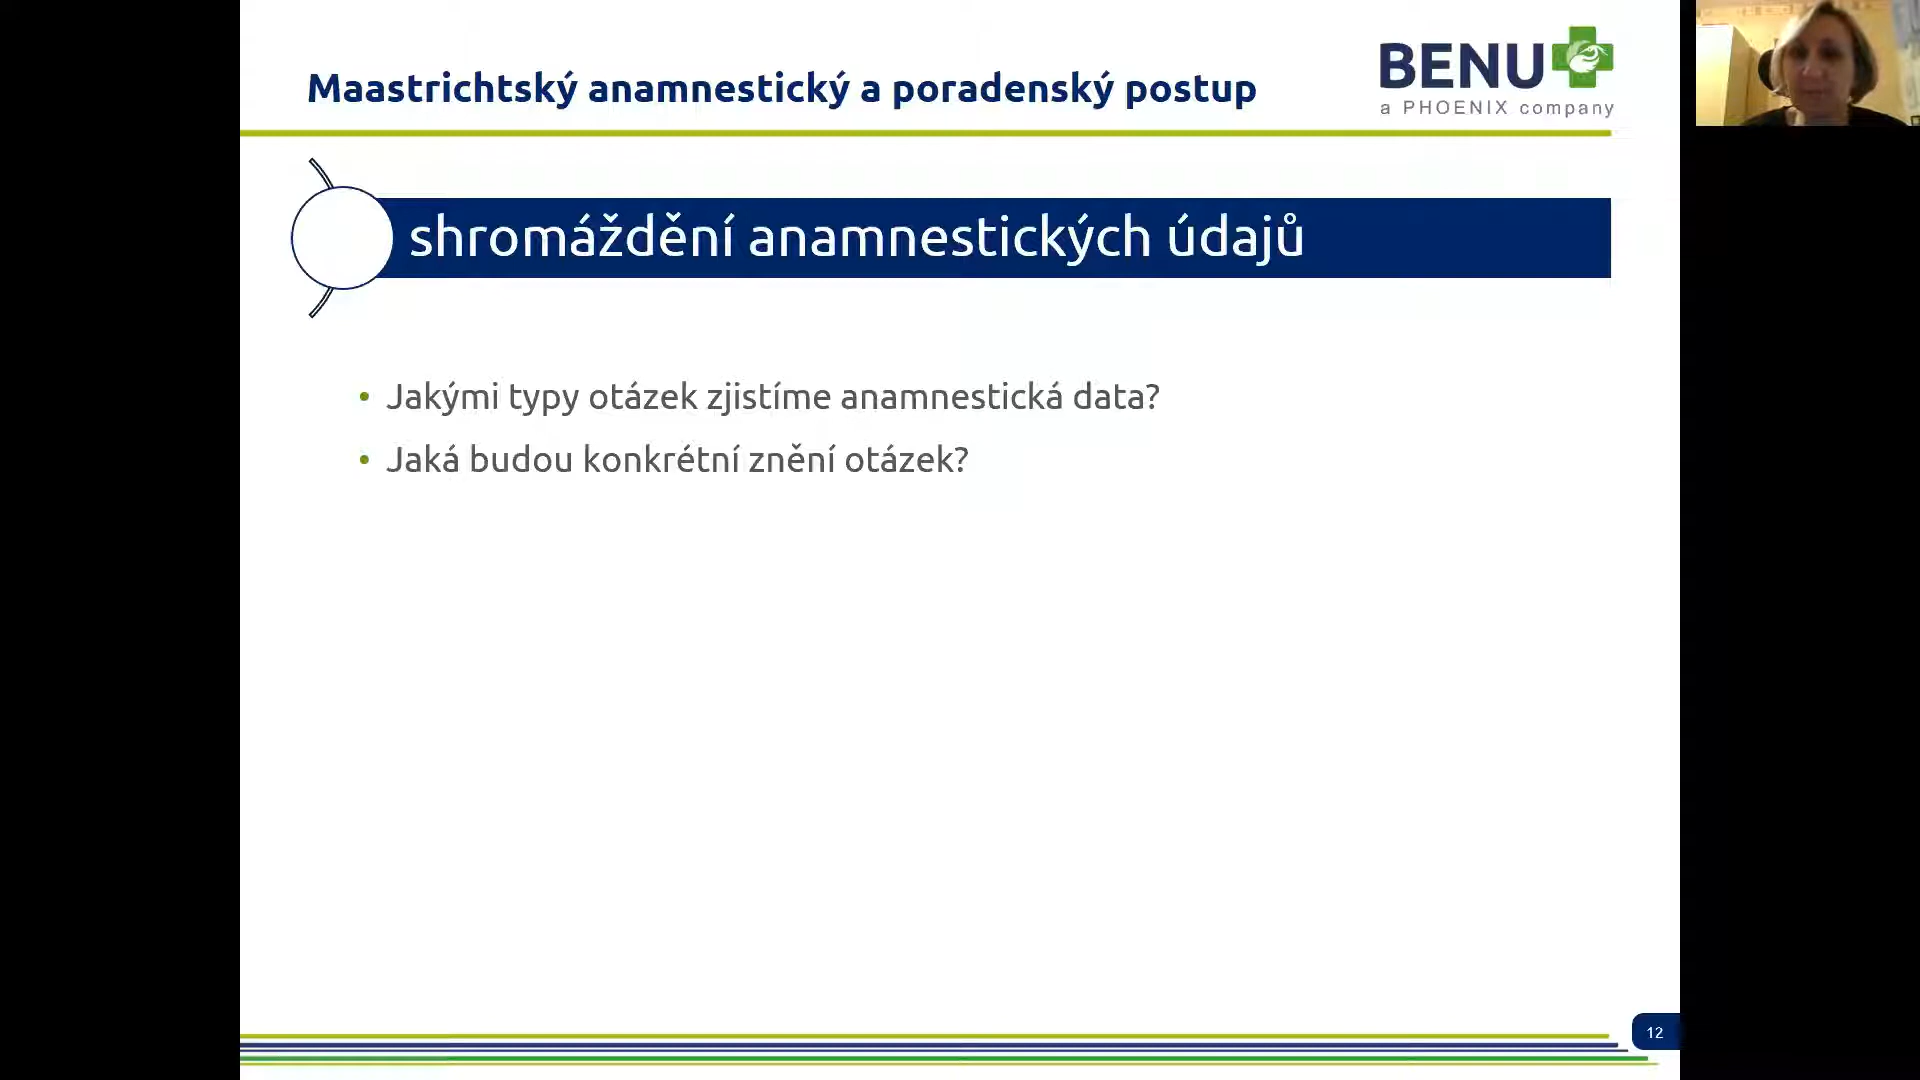 Maastrichtský anamnestický a poradenský postup
BENU
a PHOENIX company
shromáždění anamnestických údajů
• Jakými typy otázek zjistíme anamnestická data?
• Jaká budou konkrétní znění otázek?
12